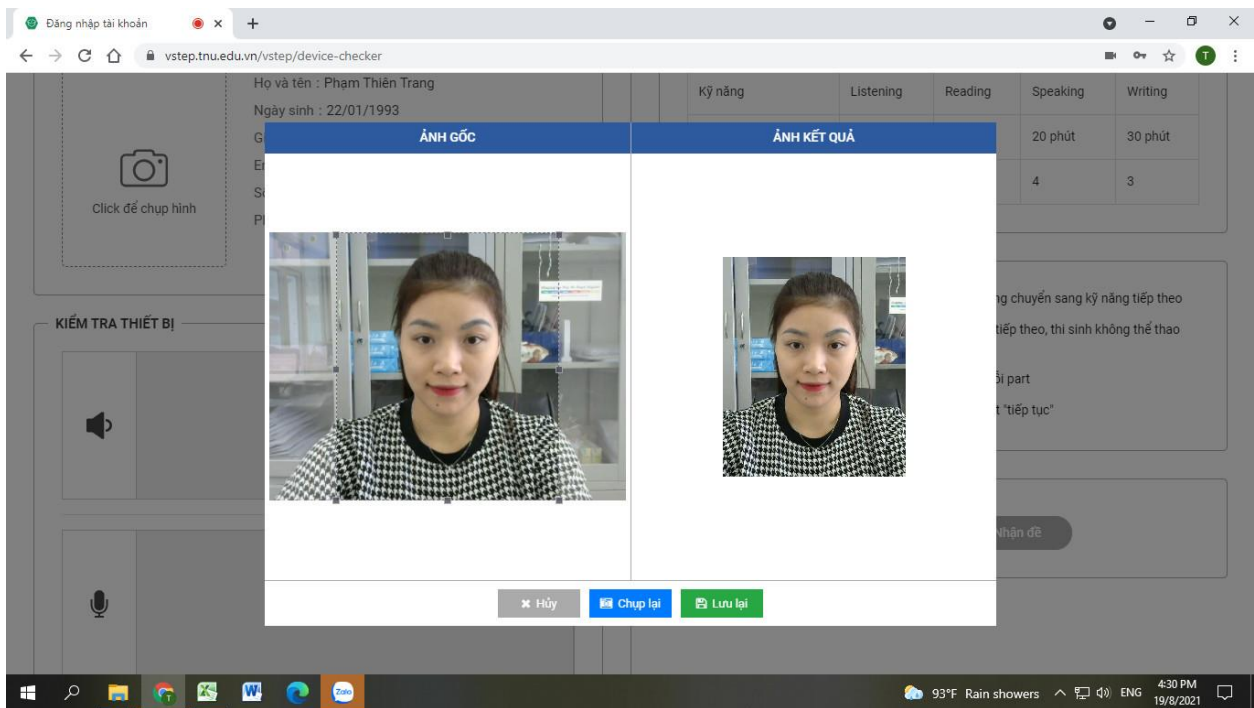 Đăng nhập tài khoản
vstep.tnu.edu.vn/vstep/device-checker
T
Click để chụp hình
Họ và tên : Phạm Thiên Trang
Ngày sinh : 22/01/1993
Kỹ năng Listening Reading Speaking Writing
20 phút 30 phút
4 3
ẢNH GỐC
ẢNH KẾT QUẢ
KIỂM TRA THIẾT BỊ
chuyển sang kỹ năng tiếp theo
tiếp theo, thi sinh không thể thao
part
"tiếp tục"
Nhận đề
Hủy
Chụp lại
Lưu lại
Zalo
93°F Rain showers
ENG
4:30 PM
19/8/2021